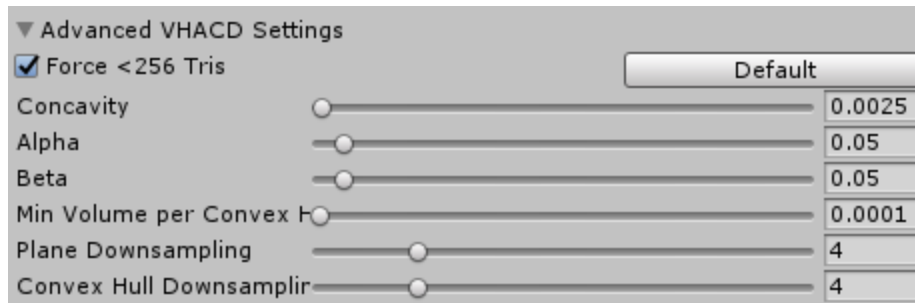 Advanced VHACD Settings
Force <256 Tris Default
Concavity 0.0025
Alpha 0.05
Beta 0.05
Min Volume per Convex H 0.0001
Plane Downsampling 4
Convex Hull Downsamplin 4